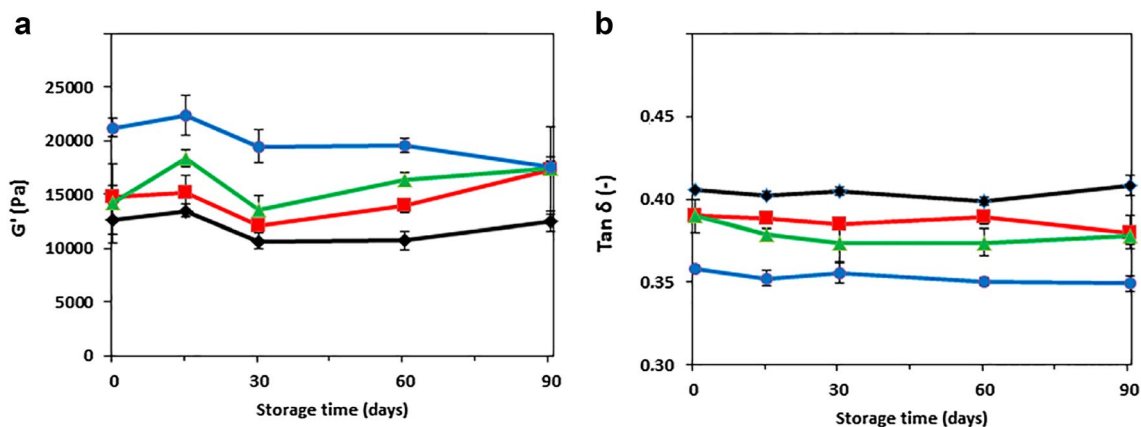 a
G' (Pa)
25000
20000
15000
10000
5000
0
0 30 60 90
Storage time (days)
b
Tan δ (-)
0.45
0.40
0.35
0.30
0 30 60 90
Storage time (days)